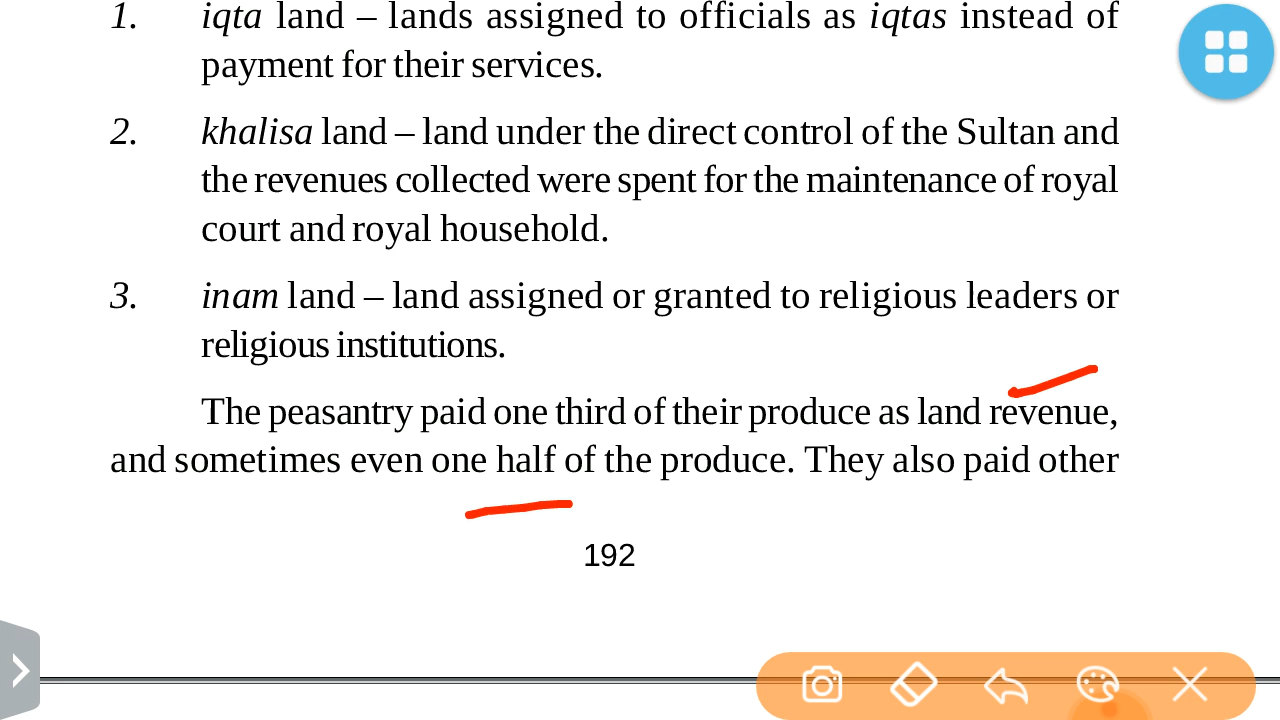 1. iqta land – lands assigned to officials as iqtas instead of
payment for their services.
2. khalisa land – land under the direct control of the Sultan and
the revenues collected were spent for the maintenance of royal
court and royal household.
3. inam land – land assigned or granted to religious leaders or
religious institutions.
The peasantry paid one third of their produce as land revenue,
and sometimes even one half of the produce. They also paid other
192